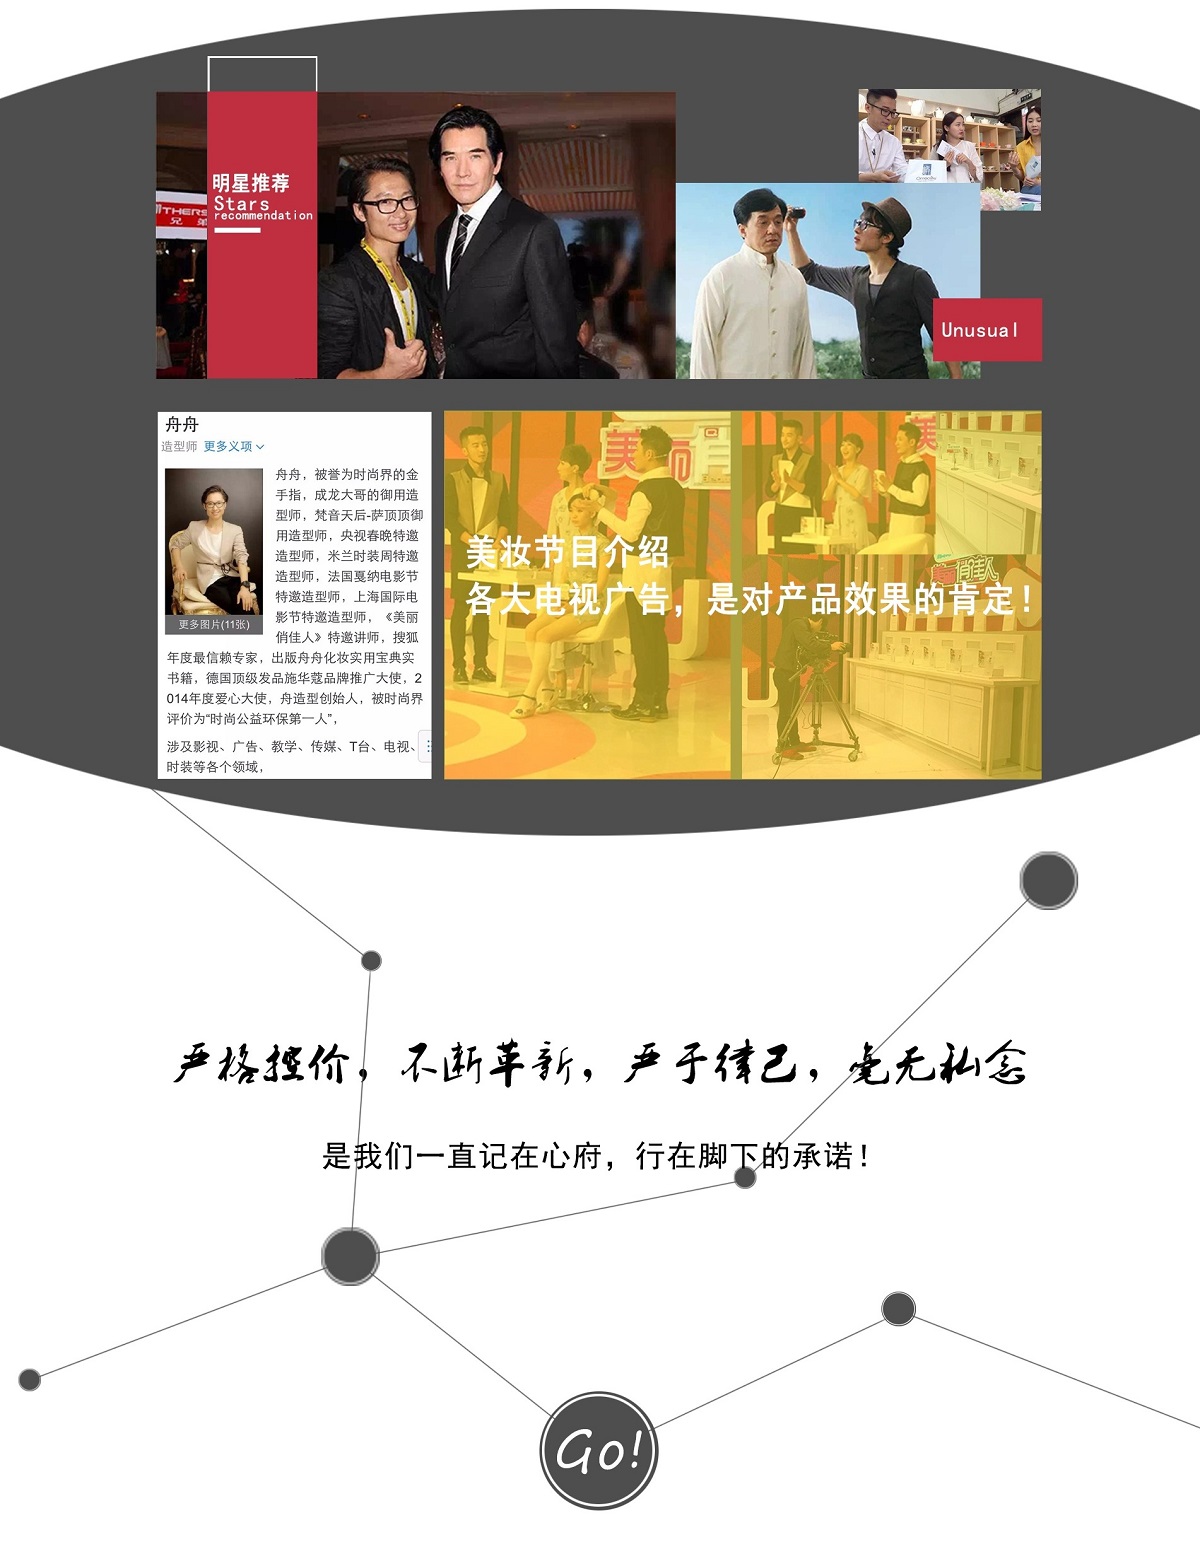 明星推荐
Stars
recommendation
THERS
兄 弟
Unusual
舟舟
造型师 更多义项
舟舟，被誉为时尚界的金
手指，成龙大哥的御用造
型师，梵音天后-萨顶顶御
用造型师，央视春晚特邀
造型师，米兰时装周特邀
造型师，法国戛纳电影节
特邀造型师，上海国际电
影节特邀造型师，《美丽
俏佳人》特邀讲师，搜狐
年度最信赖专家，出版舟舟化妆实用宝典实
书籍，德国顶级发品施华蔻品牌推广大使，2
014年度爱心大使，舟造型创始人，被时尚界
评价为“时尚公益环保第一人”，
涉及影视、广告、教学、传媒、T台、电视、
时装等各个领域，
更多图片(11张)
美妆节目介绍
各大电视广告，是对产品效果的肯定！
严格控价，不断革新，严于律己，毫无私念
是我们一直记在心府，行在脚下的承诺！
Go!